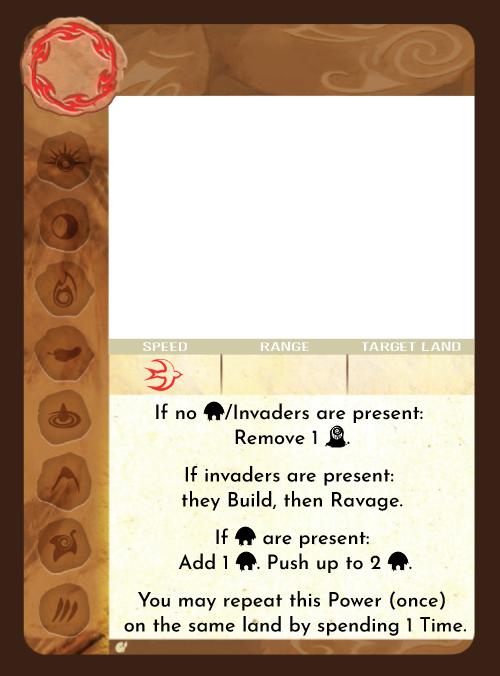 SPEED RANGE TARGET LAND
If no /Invaders are present:
Remove 1 .
If invaders are present:
they Build, then Ravage.
If are present:
Add 1 . Push up to 2 .
You may repeat this Power (once)
on the same land by spending 1 Time.